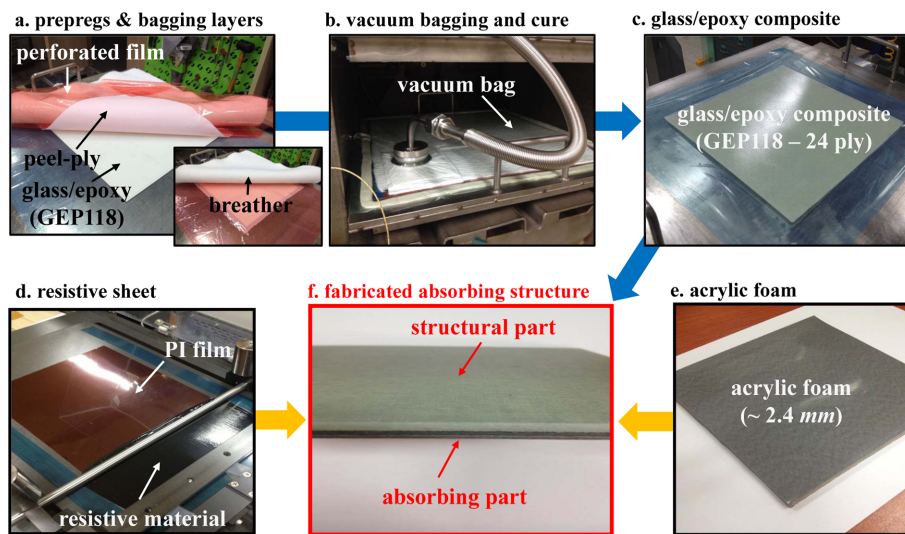 a. prepregs & bagging layers
perforated film
peel-ply
glass/epoxy
(GEP118)
breather
b. vacuum bagging and cure
vacuum bag
c. glass/epoxy composite
glass/epoxy composite
(GEP118 – 24 ply)
d. resistive sheet
PI film
resistive material
f. fabricated absorbing structure
structural part
absorbing part
e. acrylic foam
acrylic foam
(~ 2.4 mm)